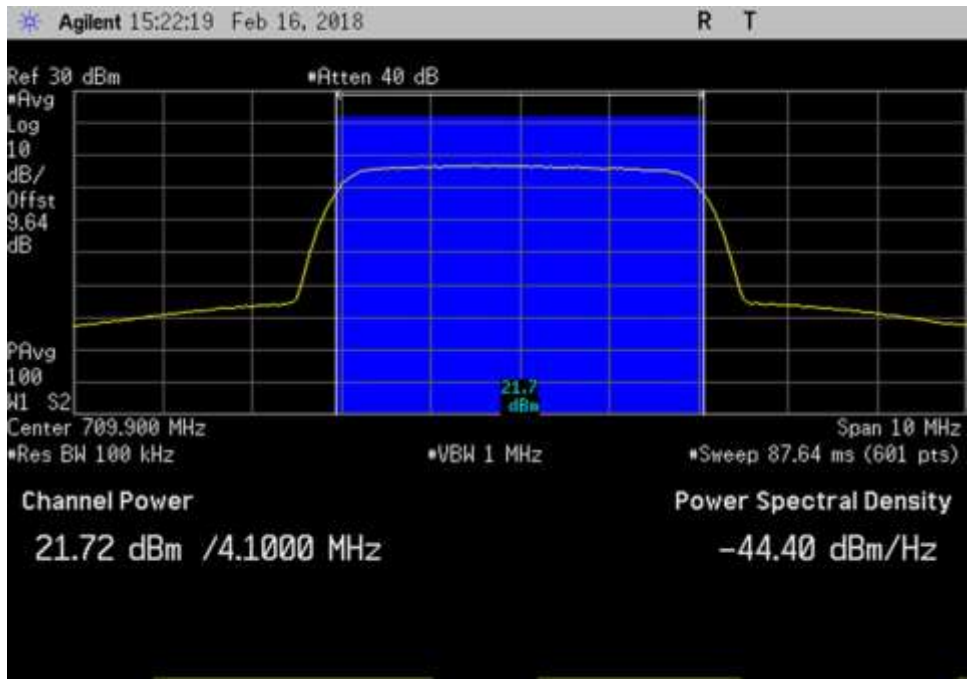 Agilent 15:22:19 Feb 16, 2018 R T
Ref 30 dBm *Atten 40 dB
*Avg
Log
10
dB/
Offst
9.64
dB
PAvg
100
W1 S2
21.7
dBm
Center 709.900 MHz Span 10 MHz
*Res BW 100 kHz *VBW 1 MHz *Sweep 87.64 ms (601 pts)
Channel Power Power Spectral Density
21.72 dBm /4.1000 MHz -44.40 dBm/Hz